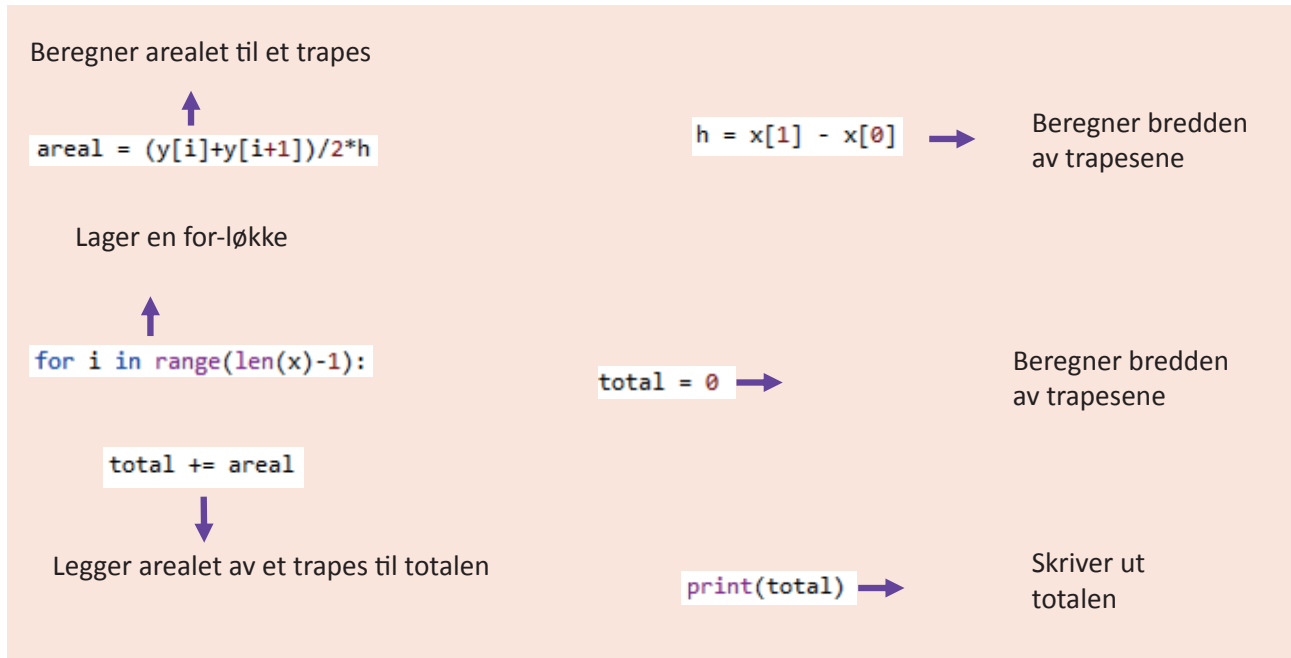 Beregner arealet til et trapes
areal = (y[i]+y[i+1])/2*h
Lager en for-løkke
for i in range(len(x)-1):
total += areal
Legger arealet av et trapes til totalen
h = x[1] - x[0]
Beregner bredden
av trapesene
total = 0
Beregner bredden
av trapesene
print(total)
Skriver ut
totalen